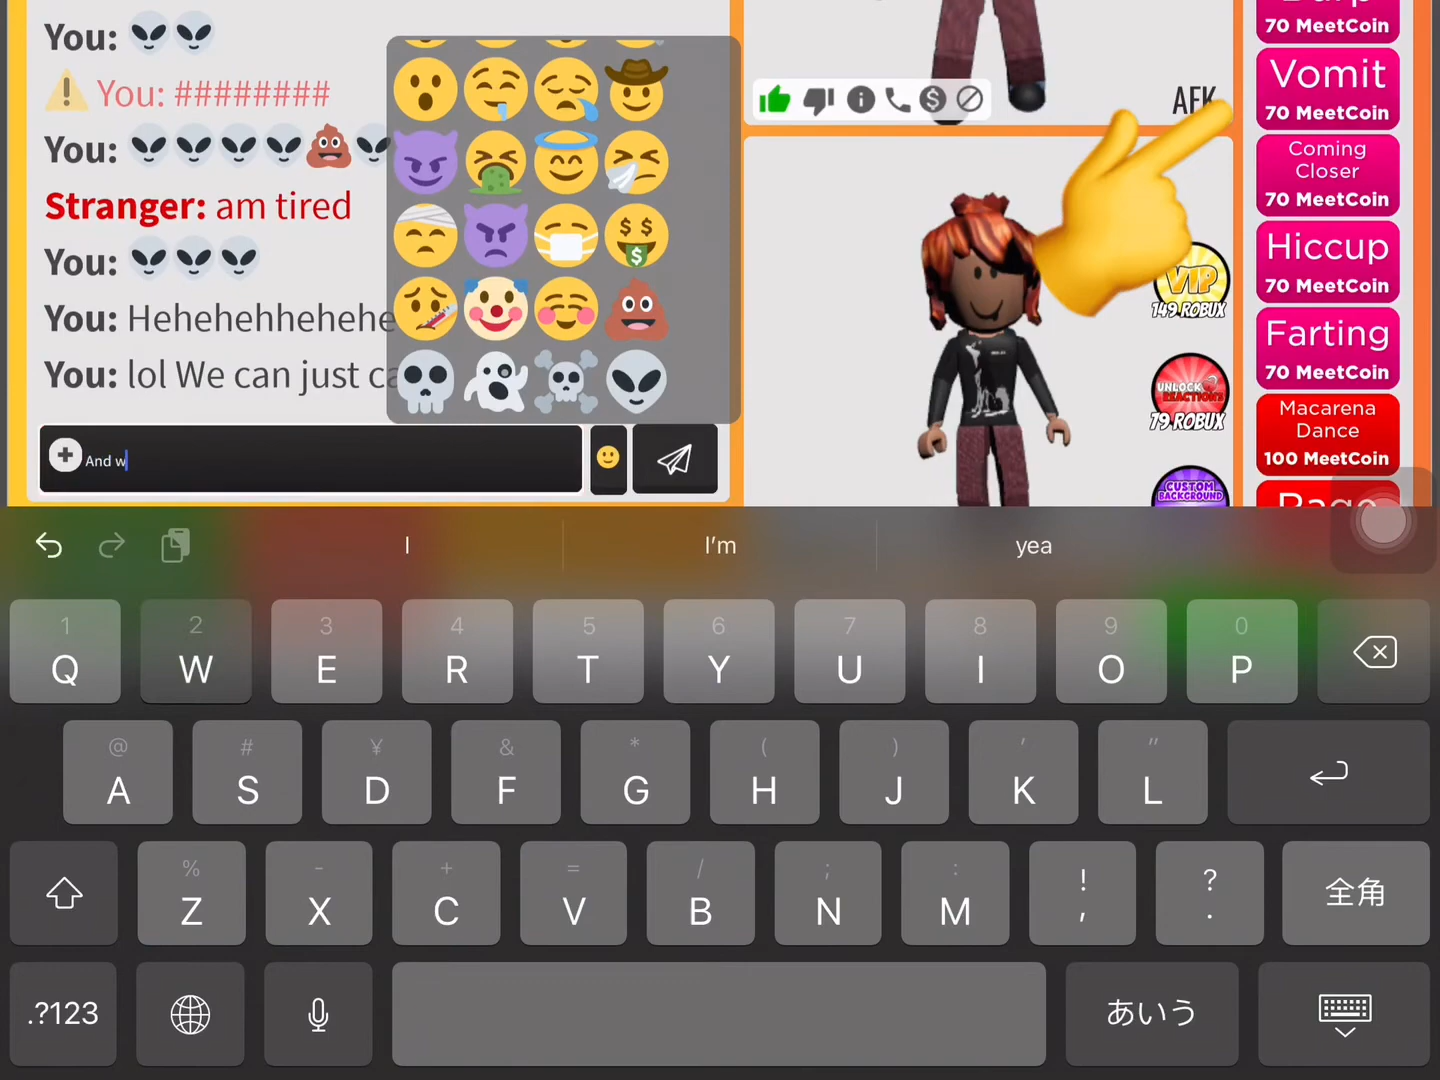 You: 👽👽
⚠️ You: ########
You: 👽👽👽👽💩👽
Stranger: am tired
You: 👽👽👽
You: Hehehehhehehe
You: lol We can just ca
And w
AFK
VIP
149 ROBUX
UNLOCK
REACTIONS
79 ROBUX
CUSTOM
BACKGROUND
Burp
70 MeetCoin
Vomit
70 MeetCoin
Coming
Closer
70 MeetCoin
Hiccup
70 MeetCoin
Farting
70 MeetCoin
Macarena
Dance
100 MeetCoin
Rage
I I'm yea
1 2 3 4 5 6 7 8 9 0
Q W E R T Y U I O P
@ # ¥ & * ( ) ' "
A S D F G H J K L
% - + = / ; : ! ?
Z X C V B N M , . 全角
.?123 あいう